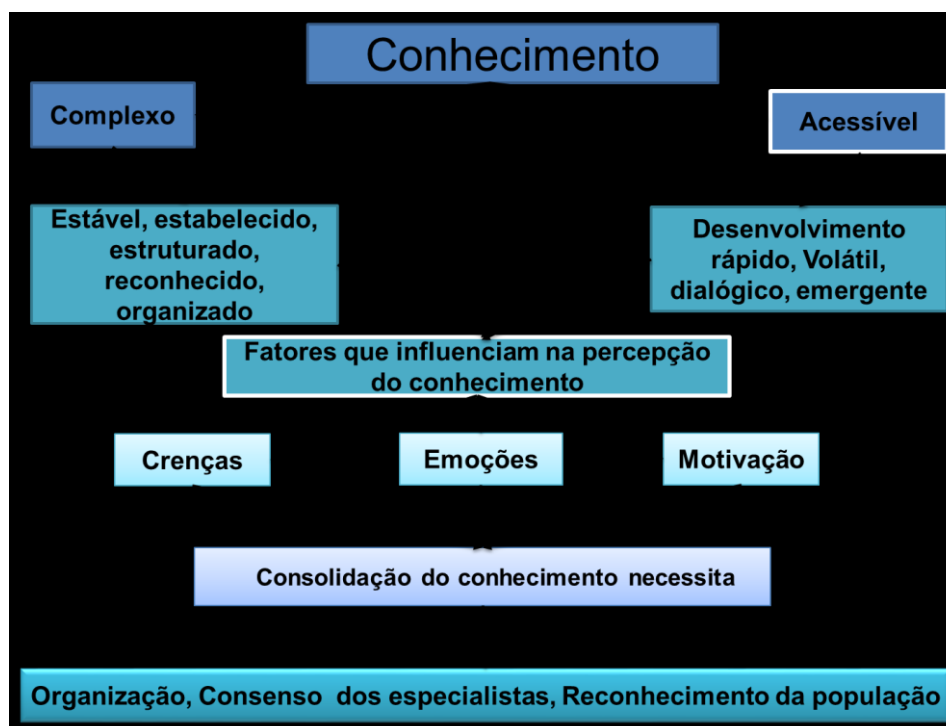 Conhecimento
Complexo
Acessível
Estável, estabelecido,
estruturado,
reconhecido,
organizado
Desenvolvimento
rápido, Volátil,
dialógico, emergente
Fatores que influenciam na percepção
do conhecimento
Crenças
Emoções
Motivação
Consolidação do conhecimento necessita
Organização, Consenso dos especialistas, Reconhecimento da população